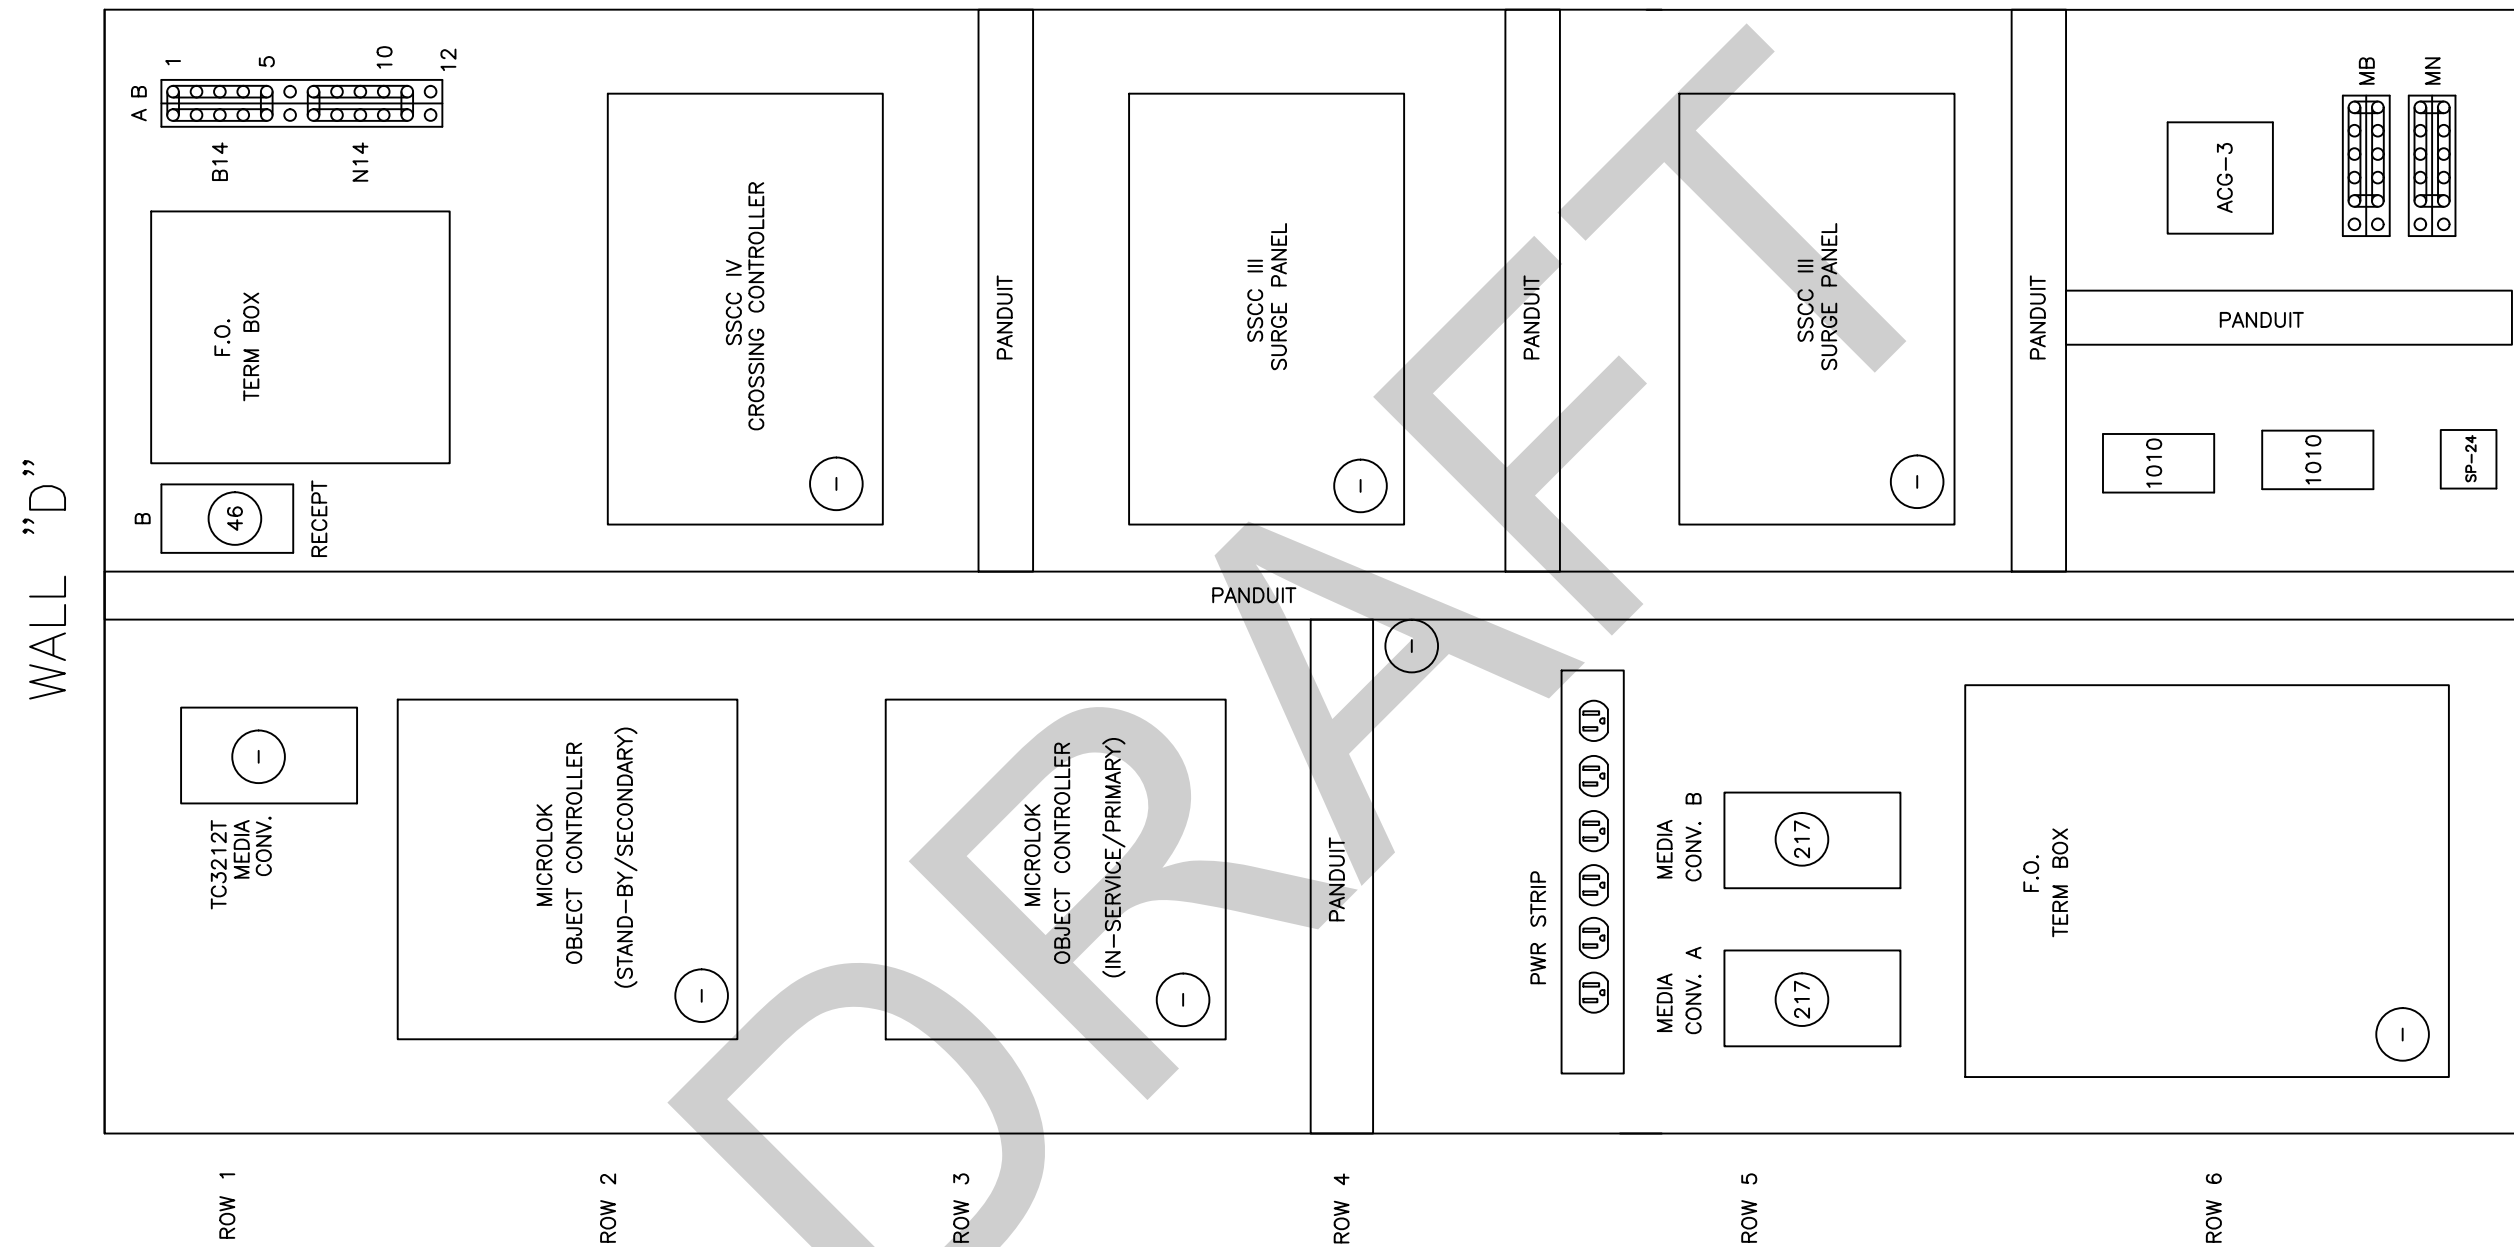 WALL "D"
A B
1
5
10
12
B14
N14
F.O.
TERM BOX
B
46
RECEPT
SSCC IV
CROSSING CONTROLLER
-
PANDUIT
SSCC III
SURGE PANEL
-
PANDUIT
SSCC III
SURGE PANEL
-
PANDUIT
ACG-3
MB
MN
PANDUIT
1010
1010
SP-24
PANDUIT
-
TC3212T
MEDIA
CONV.
-
MICROLOK
OBJECT CONTROLLER
(STAND-BY/SECONDARY)
-
MICROLOK
OBJECT CONTROLLER
(IN-SERVICE/PRIMARY)
-
PANDUIT
PWR STRIP
MEDIA
CONV. B
217
MEDIA
CONV. A
217
F.O.
TERM BOX
-
ROW 1
ROW 2
ROW 3
ROW 4
ROW 5
ROW 6
DRAFT